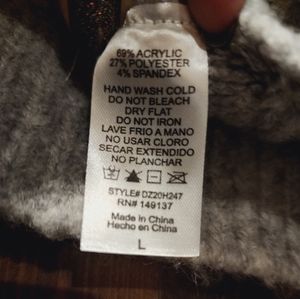 69% ACRYLIC
27% POLYESTER
4% SPANDEX
HAND WASH COLD
DO NOT BLEACH
DRY FLAT
DO NOT IRON
LAVE FRIO A MANO
NO USAR CLORO
SECAR EXTENDIDO
NO PLANCHAR
STYLE# DZ20H247
RN# 149137
Made in China
Hecho en China
L